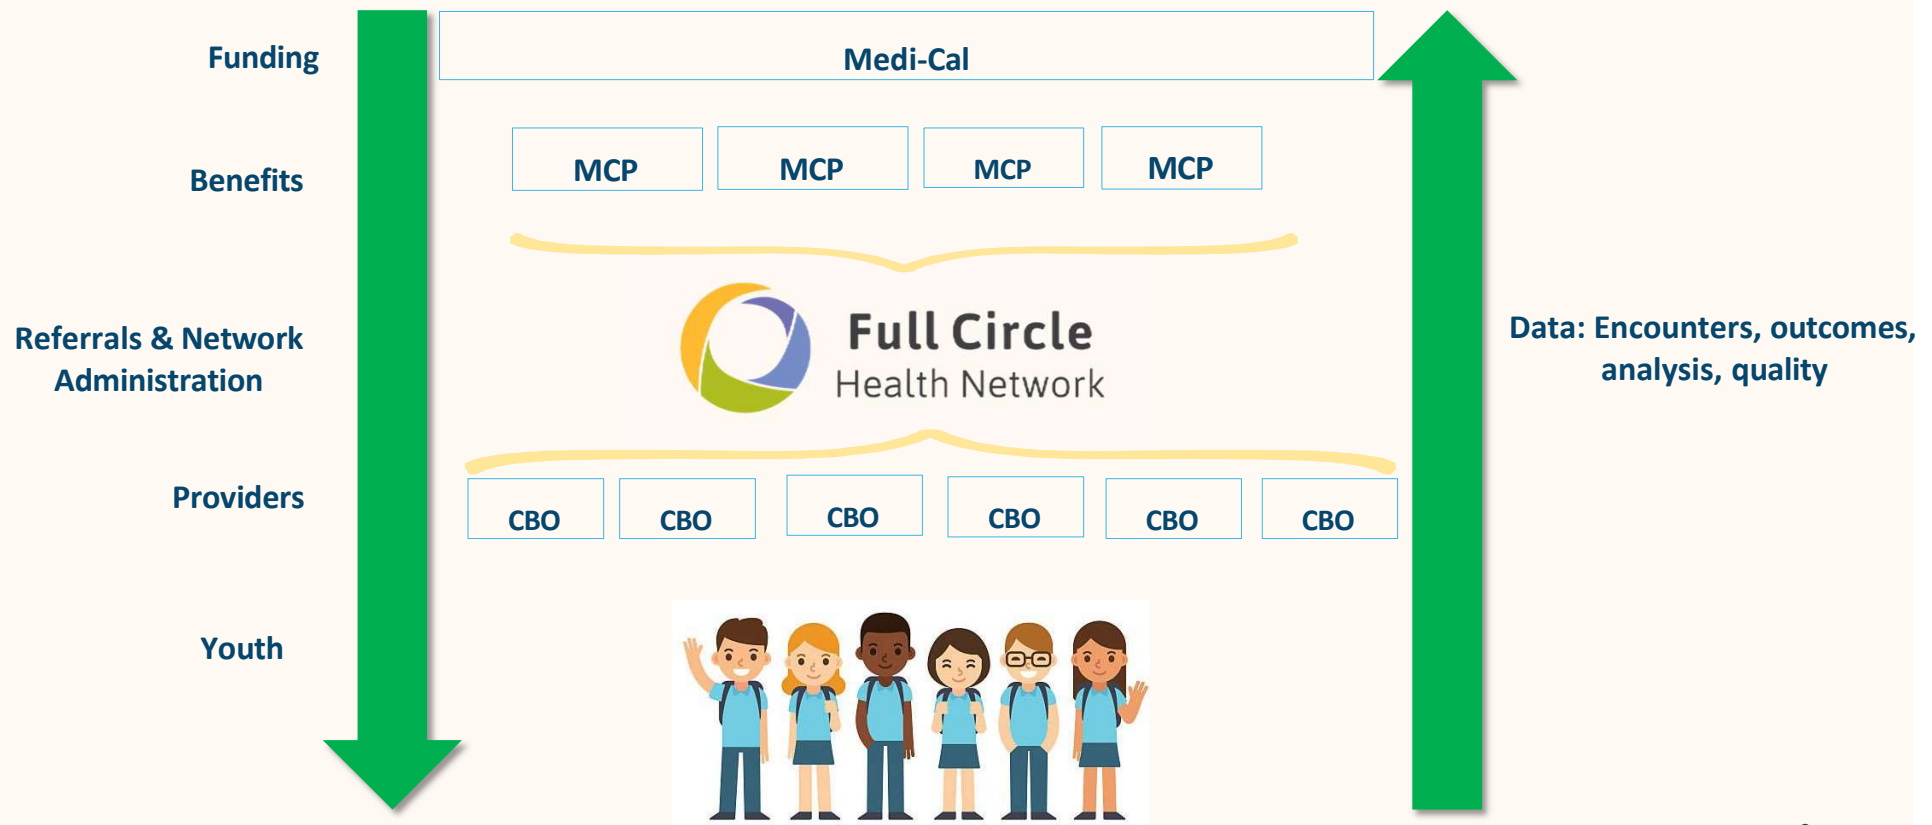 Funding
Medi-Cal
Benefits
MCP
MCP
MCP
MCP
Referrals & Network
Administration
Full Circle
Health Network
Data: Encounters, outcomes,
analysis, quality
Providers
CBO
CBO
CBO
CBO
CBO
CBO
Youth